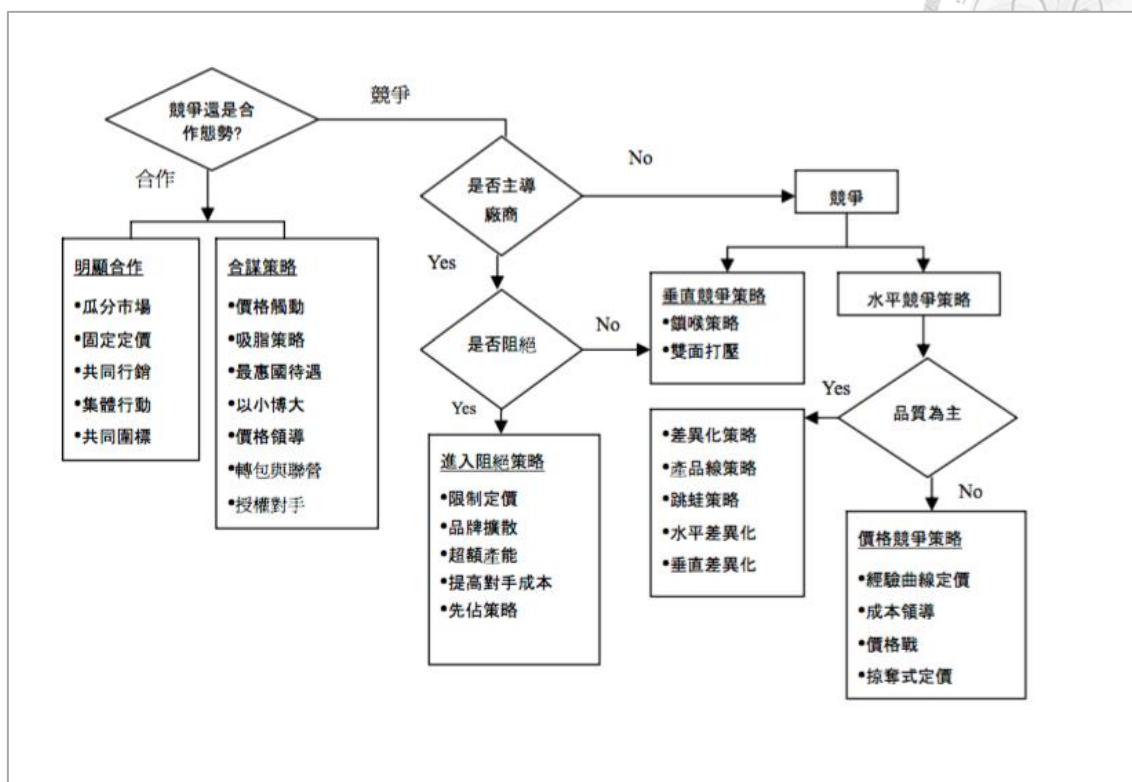 競爭還是合
作態勢?
競爭
合作
明顯合作
•瓜分市場
•固定定價
•共同行銷
•集體行動
•共同圍標
合謀策略
•價格觸動
•吸脂策略
•最惠國待遇
•以小博大
•價格領導
•轉包與聯營
•授權對手
是否主導
廠商
No
Yes
是否阻絕
No
Yes
進入阻絕策略
•限制定價
•品牌擴散
•超額產能
•提高對手成本
•先佔策略
競爭
垂直競爭策略
•鎖喉策略
•雙面打壓
水平競爭策略
品質為主
Yes
No
•差異化策略
•產品線策略
•跳蛙策略
•水平差異化
•垂直差異化
價格競爭策略
•經驗曲線定價
•成本領導
•價格戰
•掠奪式定價